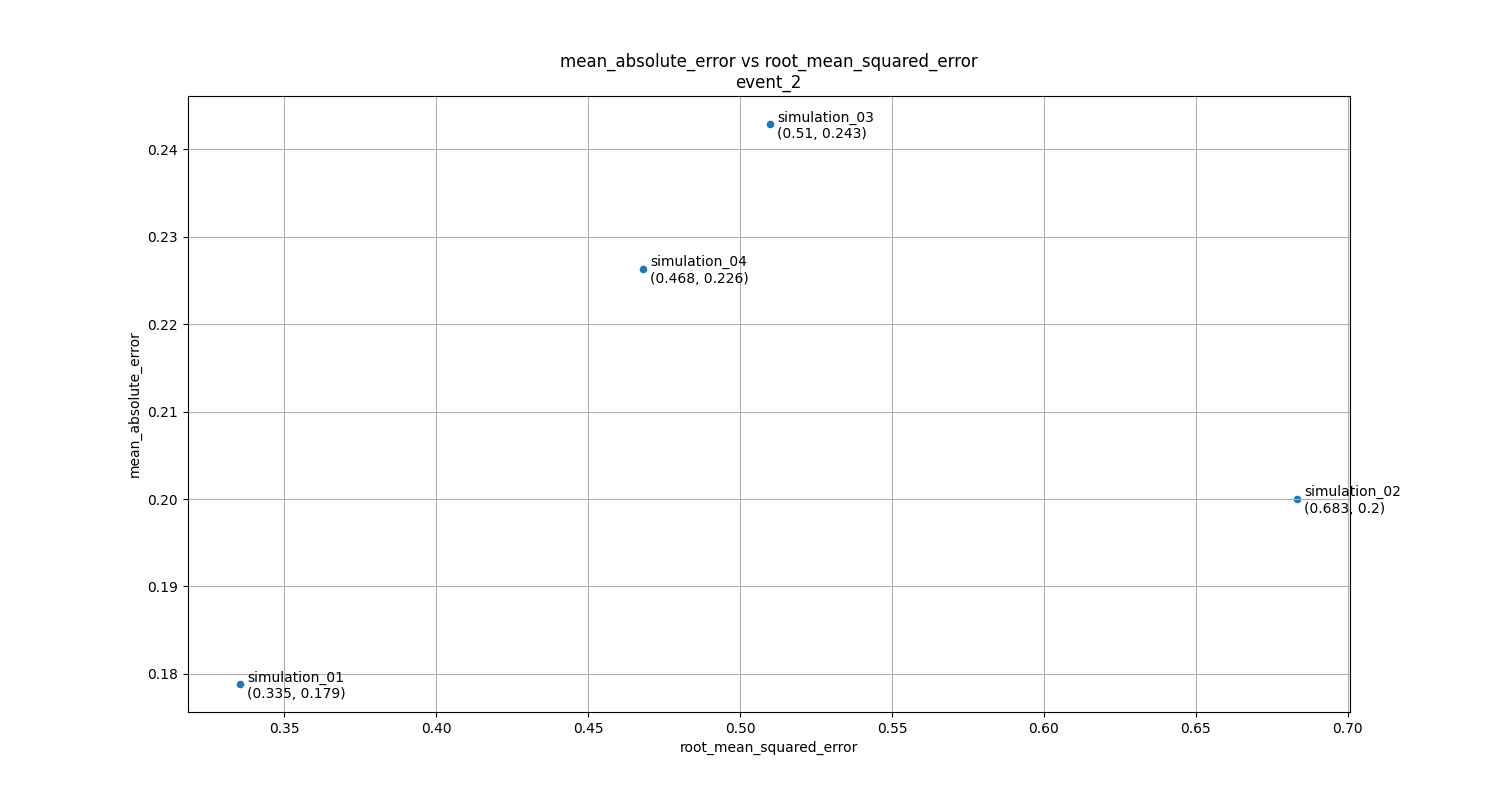 mean_absolute_error vs root_mean_squared_error
event_2
simulation_03
(0.51, 0.243)
0.24
0.23
simulation_04
(0.468, 0.226)
0.22
mean_absolute_error
0.21
simulation_02
(0.683, 0.2)
0.20
0.19
simulation_01
(0.335, 0.179)
0.18
0.35 0.40 0.45 0.50 0.55 0.60 0.65 0.70
root_mean_squared_error